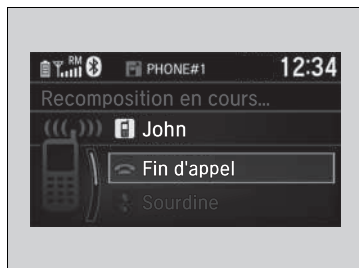 RM PHONE#1 12:34
Recomposition en cours...
John
Fin d'appel
Sourdine